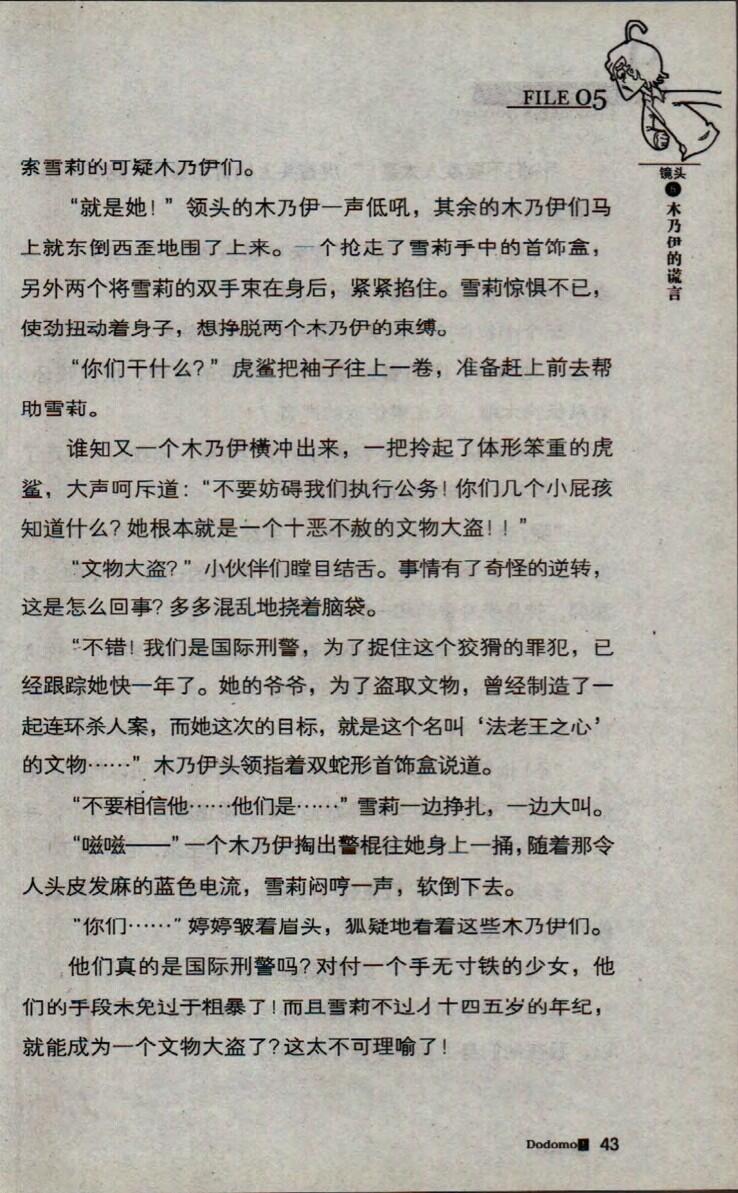 FILE 05
镜头
5
木乃伊的谎言
索雪莉的可疑木乃伊们。
“就是她！”领头的木乃伊一声低吼，其余的木乃伊们马
上就东倒西歪地围了上来。一个抢走了雪莉手中的首饰盒，
另外两个将雪莉的双手束在身后，紧紧掐住。雪莉惊惧不已，
使劲扭动着身子，想挣脱两个木乃伊的束缚。
“你们干什么？”虎鲨把袖子往上一卷，准备赶上前去帮
助雪莉。
谁知又一个木乃伊横冲出来，一把拎起了体形笨重的虎
鲨，大声呵斥道：“不要妨碍我们执行公务！你们几个小屁孩
知道什么？她根本就是一个十恶不赦的文物大盗！！”
“文物大盗？”小伙伴们瞠目结舌。事情有了奇怪的逆转，
这是怎么回事？多多混乱地挠着脑袋。
“不错！我们是国际刑警，为了捉住这个狡猾的罪犯，已
经跟踪她快一年了。她的爷爷，为了盗取文物，曾经制造了一
起连环杀人案，而她这次的目标，就是这个名叫‘法老王之心’
的文物……”木乃伊头领指着双蛇形首饰盒说道。
“不要相信他……他们是……”雪莉一边挣扎，一边大叫。
“嗞嗞——”一个木乃伊掏出警棍往她身上一捅，随着那令
人头皮发麻的蓝色电流，雪莉闷哼一声，软倒下去。
“你们……”婷婷皱着眉头，狐疑地看着这些木乃伊们。
他们真的是国际刑警吗？对付一个手无寸铁的少女，他
们的手段未免过于粗暴了！而且雪莉不过才十四五岁的年纪，
就能成为一个文物大盗了？这太不可理喻了！
Dodomo! 43